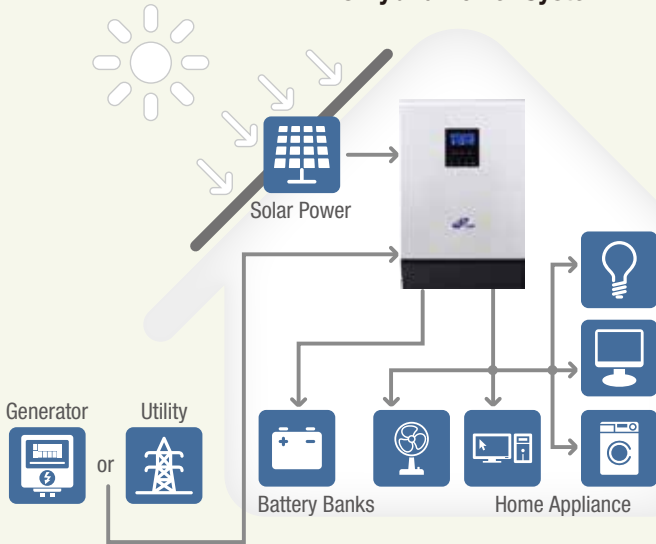 Solar Power
Generator
or
Utility
Battery Banks
Home Appliance